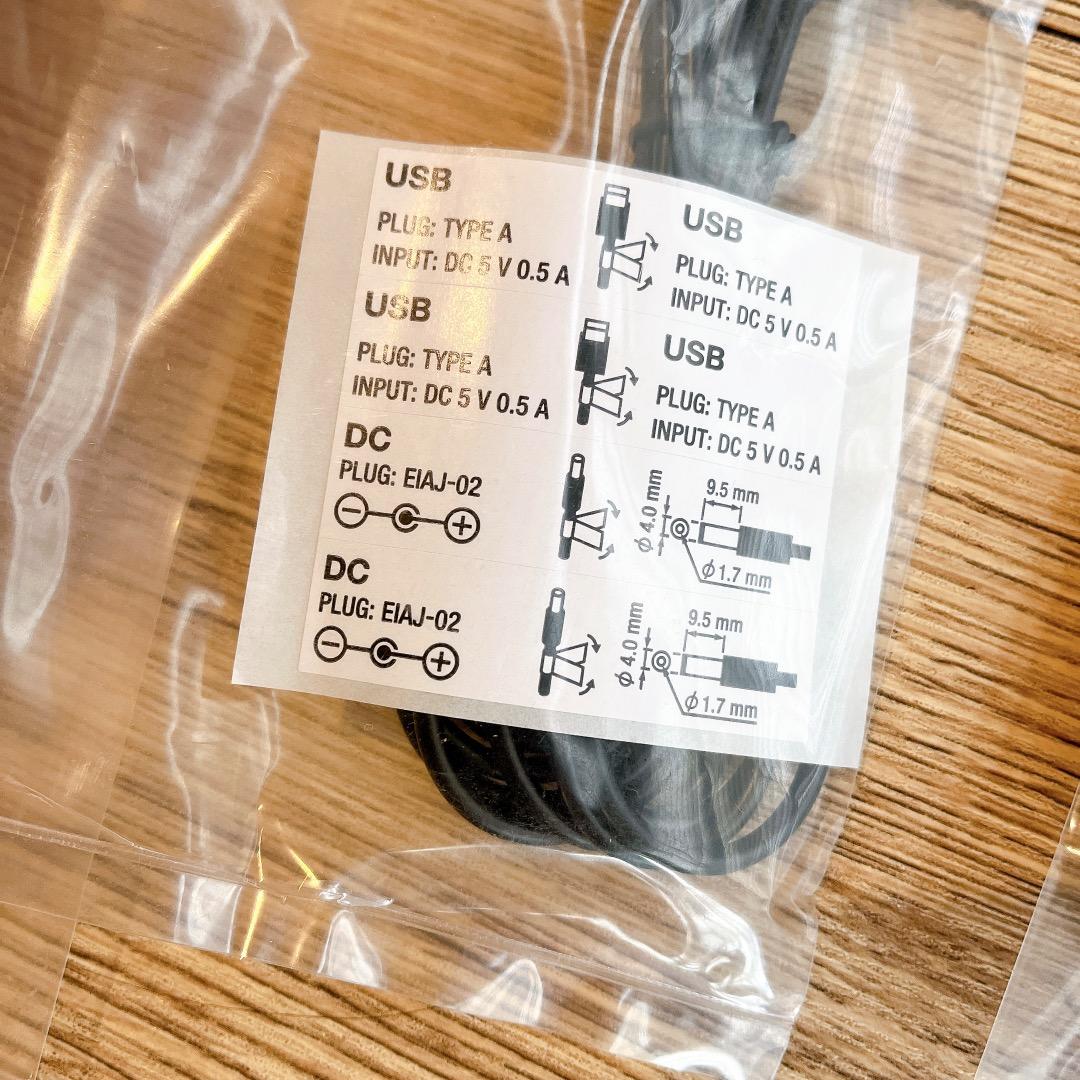 USB
PLUG: TYPE A
INPUT: DC 5 V 0.5 A
USB
PLUG: TYPE A
INPUT: DC 5 V 0.5 A
USB
PLUG: TYPE A
INPUT: DC 5 V 0.5 A
USB
PLUG: TYPE A
INPUT: DC 5 V 0.5 A
DC
PLUG: EIAJ-02
− +
9.5 mm
ϕ 4.0 mm
ϕ 1.7 mm
DC
PLUG: EIAJ-02
− +
9.5 mm
ϕ 4.0 mm
ϕ 1.7 mm